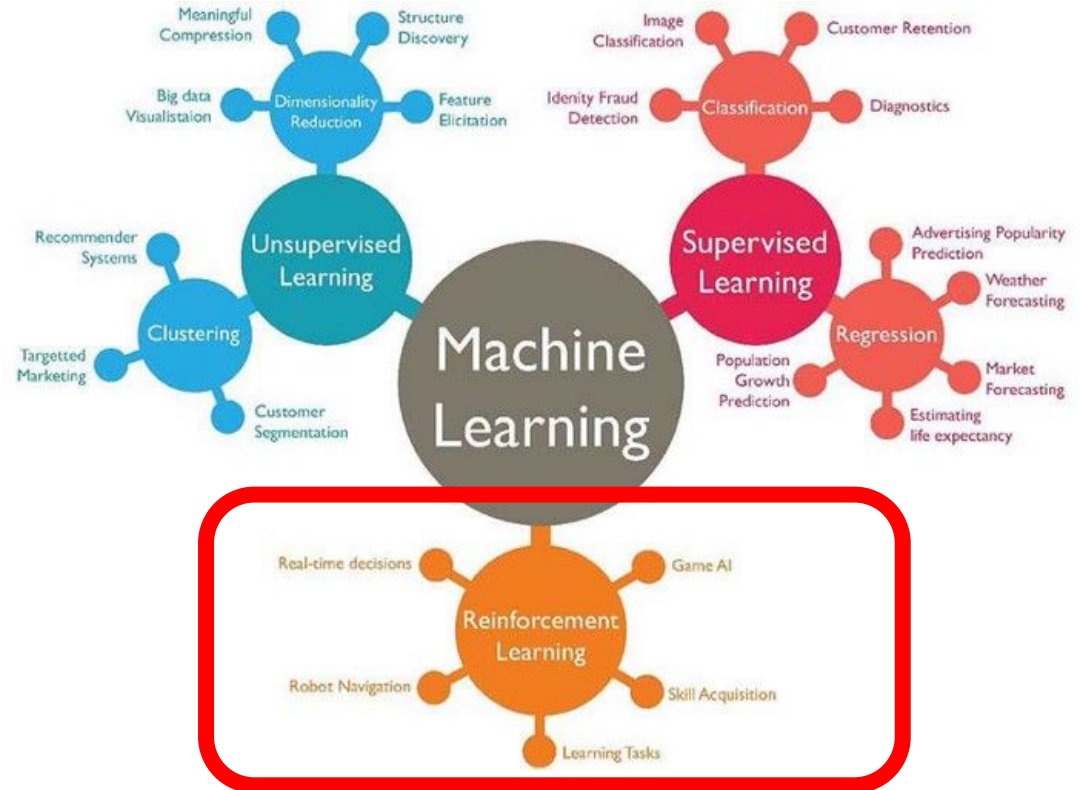 Meaningful
Compression
Structure
Discovery
Big data
Visualistaion
Dimensionality
Reduction
Feature
Elicitation
Image
Classification
Customer Retention
Idenity Fraud
Detection
Classification
Diagnostics
Recommender
Systems
Unsupervised
Learning
Clustering
Targetted
Marketing
Customer
Segmentation
Machine
Learning
Supervised
Learning
Advertising Popularity
Prediction
Weather
Forecasting
Regression
Population
Growth
Prediction
Market
Forecasting
Estimating
life expectancy
Real-time decisions
Game AI
Reinforcement
Learning
Robot Navigation
Skill Acquisition
Learning Tasks